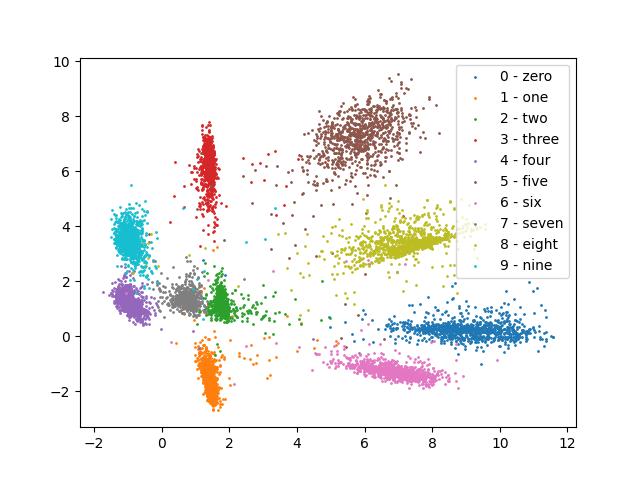 10
8
6
4
2
0
−2
−2
0
2
4
6
8
10
12
0 - zero
1 - one
2 - two
3 - three
4 - four
5 - five
6 - six
7 - seven
8 - eight
9 - nine